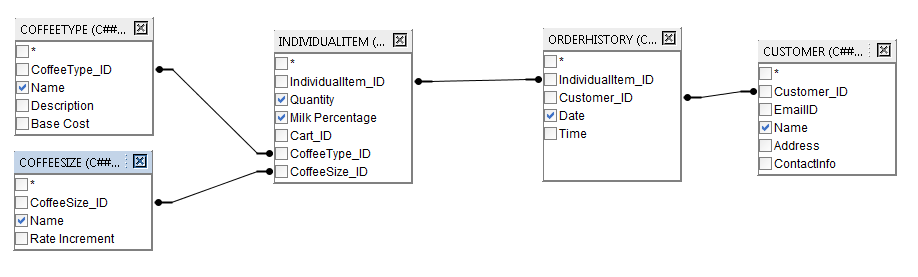 COFFEETYPE (C##...
*
CoffeeType_ID
Name
Description
Base Cost
COFFEESIZE (C##...
*
CoffeeSize_ID
Name
Rate Increment
INDIVIDUALITEM (...
*
IndividualItem_ID
Quantity
Milk Percentage
Cart_ID
CoffeeType_ID
CoffeeSize_ID
ORDERHISTORY (C...
*
IndividualItem_ID
Customer_ID
Date
Time
CUSTOMER (C##...
*
Customer_ID
EmailID
Name
Address
ContactInfo